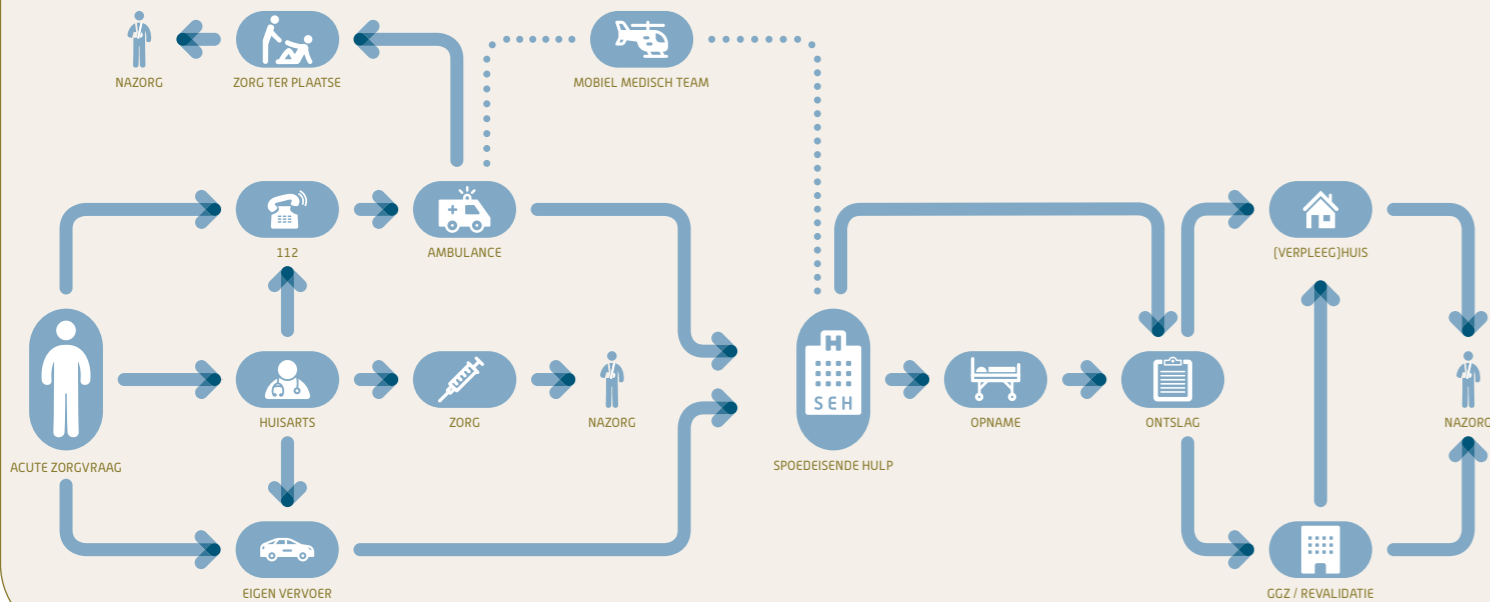 NAZORG
ZORG TER PLAATSE
MOBIEL MEDISCH TEAM
112
AMBULANCE
(VERPLEEG)HUIS
H
SEH
HUISARTS
ZORG
NAZORG
OPNAME
ONTSLAG
NAZORG
ACUTE ZORGVRAAG
SPOEDEISENDE HULP
EIGEN VERVOER
GGZ / REVALIDATIE